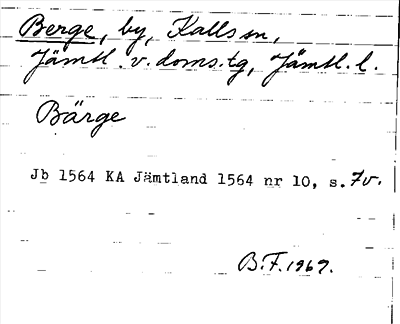 Berge, by, Kalls sn,
Jämtl. v. doms.tg, Jämtl. l.
Bärge
Jb 1564 KA Jämtland 1564 nr 10, s. 7v.
B.F. 1967.